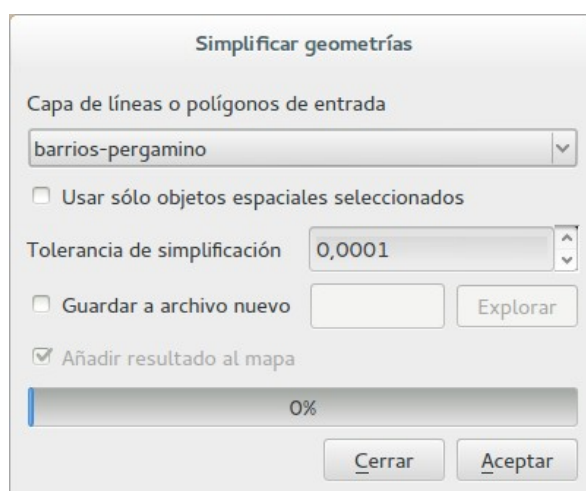 Simplificar geometrías
Capa de líneas o polígonos de entrada
barrios-pergamino
Usar sólo objetos espaciales seleccionados
Tolerancia de simplificación 0,0001
Guardar a archivo nuevo Explorar
Añadir resultado al mapa
0%
Cerrar Aceptar